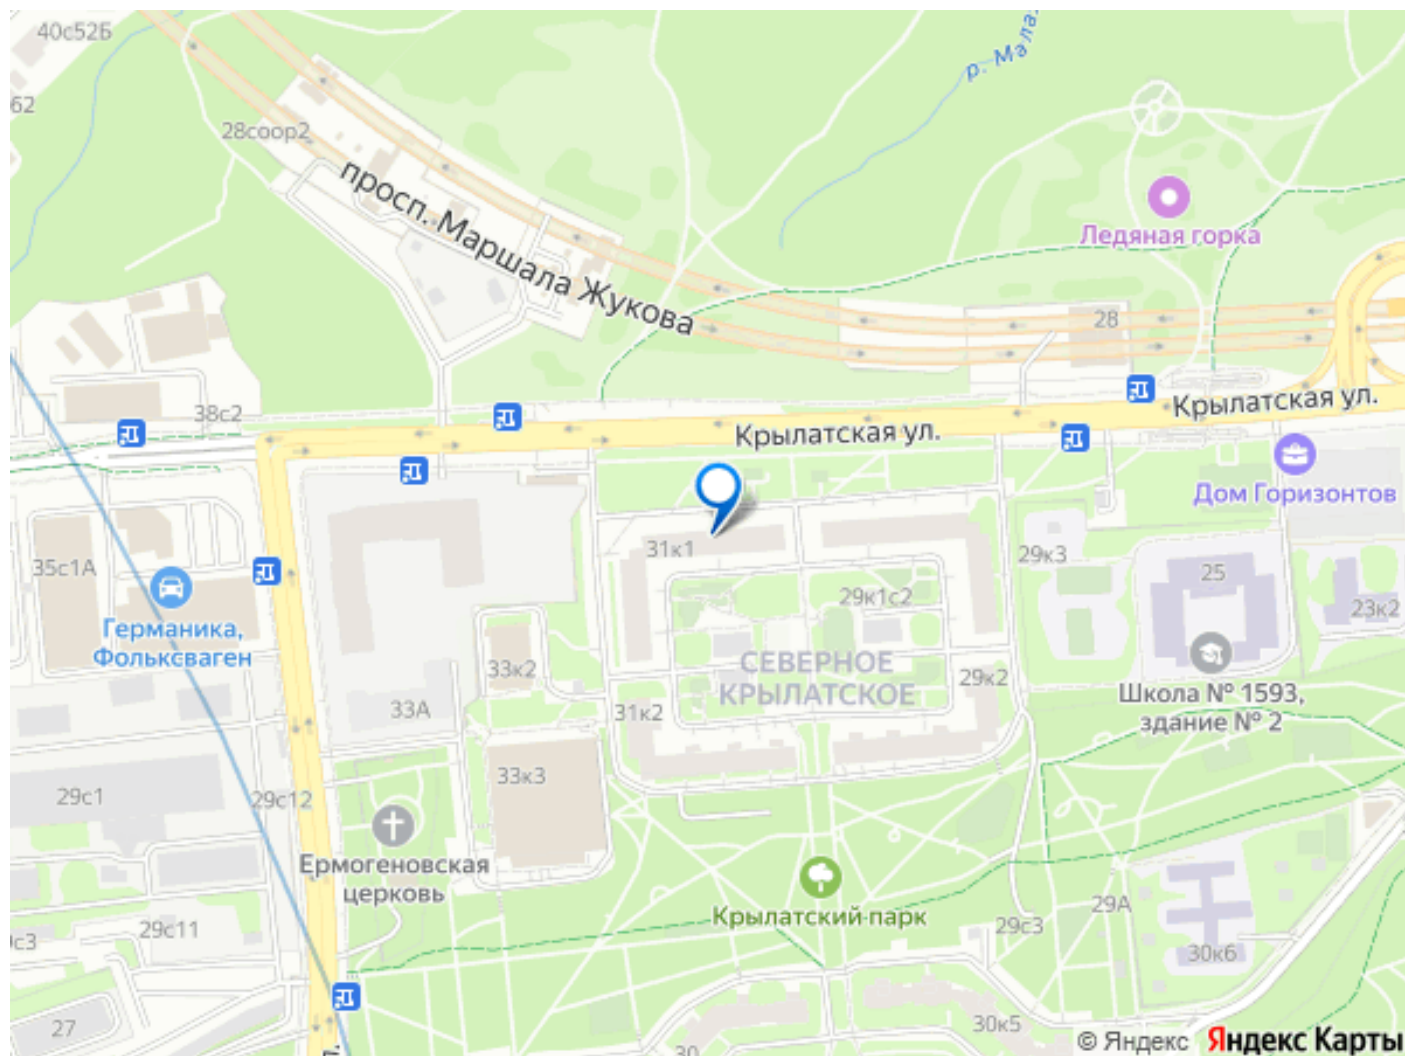 40с52Б
62
28соор2
р. Мала
просп. Маршала Жукова
Ледяная горка
28
Крылатская ул.
38с2
Крылатская ул.
Дом Горизонтов
31к1
29к3
35с1А
25
29к1с2
23к2
Германика,
Фольксваген
СЕВЕРНОЕ
КРЫЛАТСКОЕ
33к2
29к2
Школа № 1593,
здание № 2
33А
31к2
33к3
29с1
29с12
Ермогеновская
церковь
Крылатский парк
29А
29с3
29с11
30к6
27
30к5
30
© Яндекс Яндекс Карты